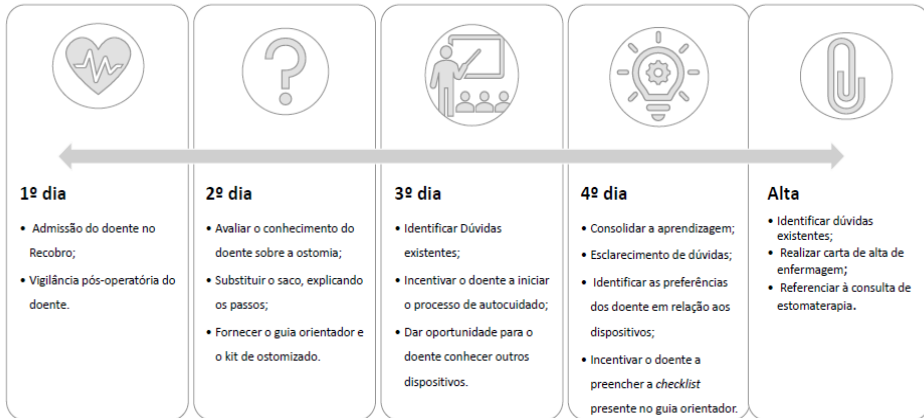 1º dia
• Admissão do doente no
Recobro;
• Vigilância pós-operatória do
doente.
2º dia
• Avaliar o conhecimento do
doente sobre a ostomia;
• Substituir o saco, explicando
os passos;
• Fornecer o guia orientador e
o kit de ostomizado.
3º dia
• Identificar Dúvidas
existentes;
• Incentivar o doente a iniciar
o processo de autocuidado;
• Dar oportunidade para o
doente conhecer outros
dispositivos.
4º dia
• Consolidar a aprendizagem;
• Esclarecimento de dúvidas;
• Identificar as preferências
dos doente em relação aos
dispositivos;
• Incentivar o doente a
preencher a checklist
presente no guia orientador.
Alta
• Identificar dúvidas
existentes;
• Realizar carta de alta de
enfermagem;
• Referenciar à consulta de
estomaterapia.